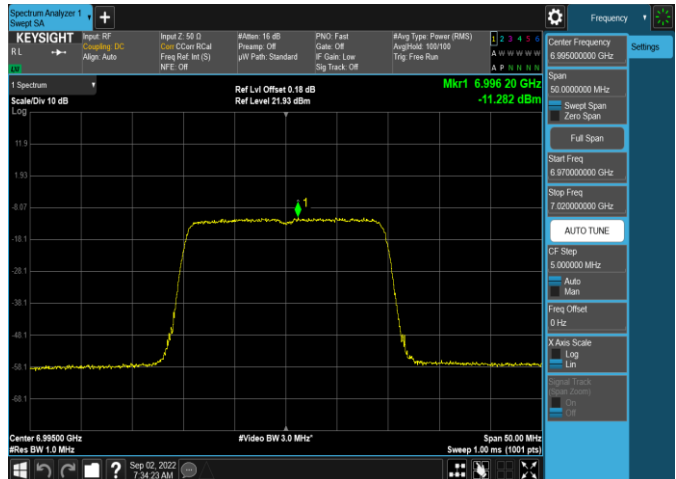 Spectrum Analyzer 1
Swept SA
+
Frequency
KEYSIGHT
RL
Input: RF
Coupling: DC
Align: Auto
Input Z: 50 Ω
Corr CCorr RCal
Freq Ref: Int (S)
NFE: Off
#Atten: 16 dB
Preamp: Off
µW Path: Standard
PNO: Fast
Gate: Off
IF Gain: Low
Sig Track: Off
#Avg Type: Power (RMS)
Avg|Hold: 100/100
Trig: Free Run
1 2 3 4 5 6
A W W W W W
A P N N N N
1 Spectrum
Scale/Div 10 dB
Log
Ref Lvl Offset 0.18 dB
Ref Level 21.93 dBm
Mkr1 6.996 20 GHz
-11.282 dBm
11.9
1.93
-8.07
-18.1
-28.1
-38.1
-48.1
-58.1
-68.1
1
Center 6.99500 GHz
#Res BW 1.0 MHz
#Video BW 3.0 MHz*
Span 50.00 MHz
Sweep 1.00 ms (1001 pts)
Center Frequency
6.995000000 GHz
Span
50.0000000 MHz
Swept Span
Zero Span
Full Span
Start Freq
6.970000000 GHz
Stop Freq
7.020000000 GHz
AUTO TUNE
CF Step
5.000000 MHz
Auto
Man
Freq Offset
0 Hz
X Axis Scale
Log
Lin
Signal Track
(Span Zoom)
On
Off
Settings
?
Sep 02, 2022
7:34:23 AM